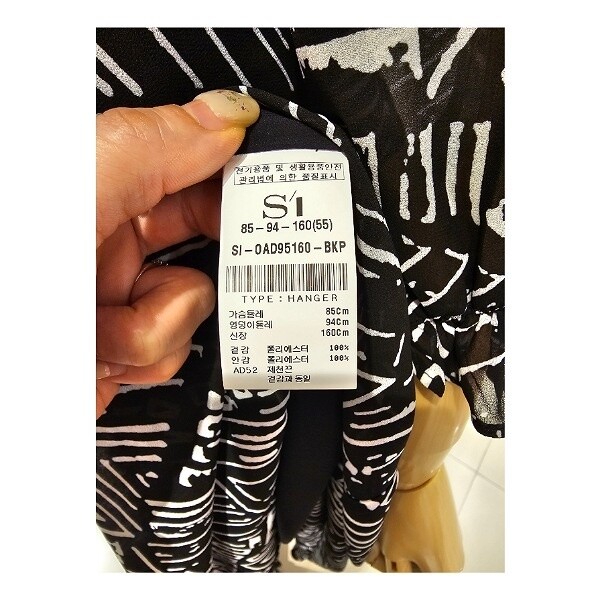 전기용품 및 생활용품안전
관리법에 의한 품질표시
S/I
85-94-160(55)
SI-0AD95160-BKP
TYPE : HANGER
가슴둘레 85Cm
엉덩이둘레 94Cm
신장 160Cm
겉감 폴리에스터 100%
안감 폴리에스터 100%
AD52 제천끈
겉감과동일